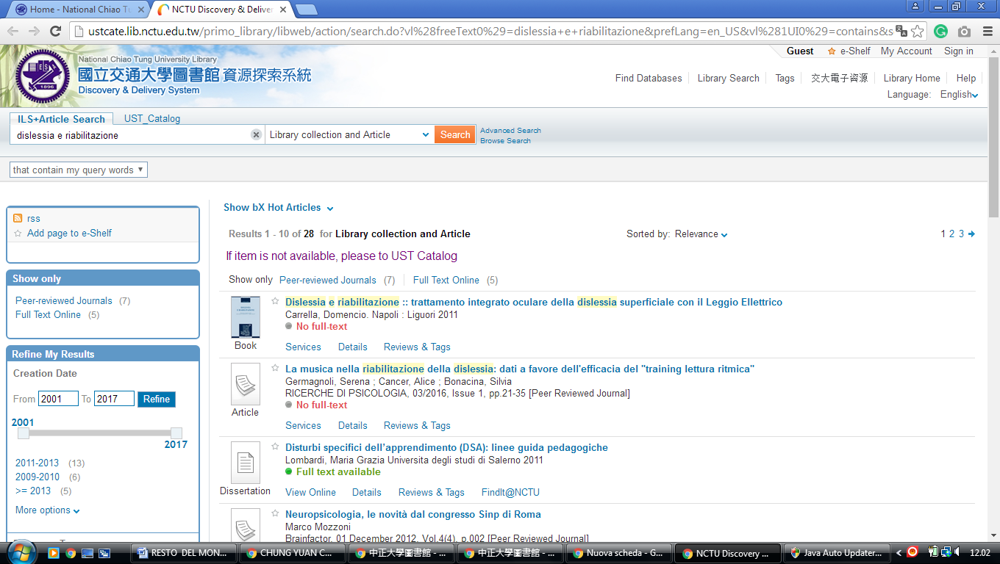 Home - National Chiao Tu
NCTU Discovery & Deliver
ustcate.lib.nctu.edu.tw/primo_library/libweb/action/search.do?vl%28freeText0%29=dislessia+e+riabilitazione&prefLang=en_US&vl%281UI0%29=contains&s
National Chiao Tung University Library
國立交通大學圖書館 資源探索系統
Discovery & Delivery System
Guest e-Shelf My Account Sign in
Find Databases Library Search Tags 交大電子資源 Library Home Help
Language: English
ILS+Article Search UST_Catalog
dislessia e riabilitazione Library collection and Article Search
Advanced Search
Browse Search
that contain my query words
rss
Add page to e-Shelf
Show only
Peer-reviewed Journals (7)
Full Text Online (5)
Refine My Results
Creation Date
From 2001 To 2017 Refine
2001
2017
2011-2013 (13)
2009-2010 (6)
>= 2013 (5)
More options
Show bX Hot Articles
Results 1 - 10 of 28 for Library collection and Article
Sorted by: Relevance
1 2 3
If item is not available, please to UST Catalog
Show only Peer-reviewed Journals (7) Full Text Online (5)
Book
Dislessia e riabilitazione :: trattamento integrato oculare della dislessia superficiale con il Leggio Ellettrico
Carrella, Domencio. Napoli : Liguori 2011
No full-text
Services Details Reviews & Tags
Article
La musica nella riabilitazione della dislessia: dati a favore dell'efficacia del "training lettura ritmica"
Germagnoli, Serena ; Cancer, Alice ; Bonacina, Silvia
RICERCHE DI PSICOLOGIA, 03/2016, Issue 1, pp.21-35 [Peer Reviewed Journal]
No full-text
Services Details Reviews & Tags
Dissertation
Disturbi specifici dell’apprendimento (DSA): linee guida pedagogiche
Lombardi, Maria Grazia Universita degli studi di Salerno 2011
Full text available
View Online Details Reviews & Tags FindIt@NCTU
Neuropsicologia, le novità dal congresso Sinp di Roma
Marco Mozzoni
Brainfactor, 01 December 2012, Vol.4(4), p.002 [Peer Reviewed Journal]
RESTO DEL MON...
CHUNG YUAN C...
中正大學圖書館 - ...
中正大學圖書館 - ...
Nuova scheda - G...
NCTU Discovery ...
Java Auto Updater...
12.02